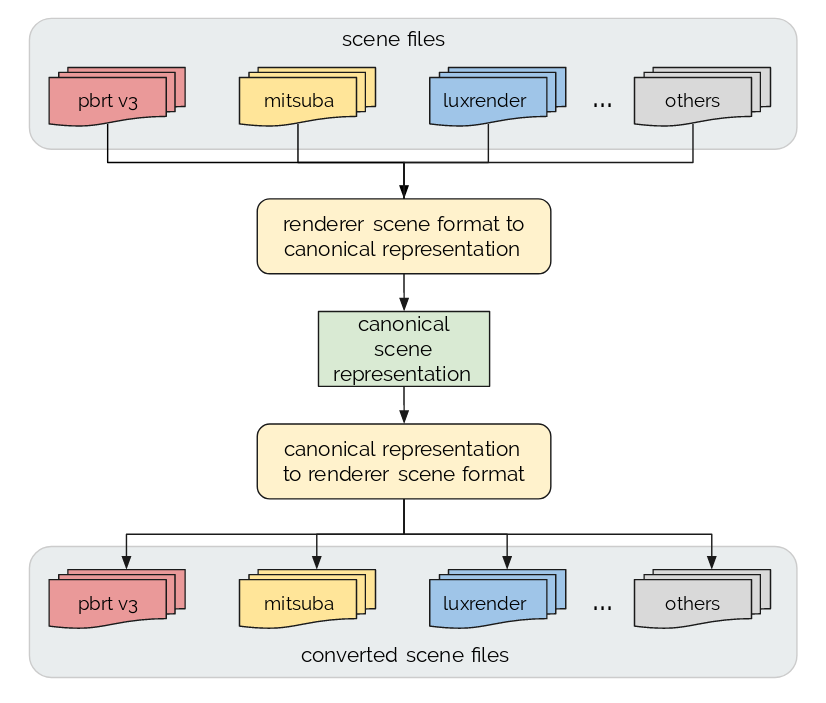 scene files
pbrt v3
mitsuba
luxrender
...
others
renderer scene format to
canonical representation
canonical
scene
representation
canonical representation
to renderer scene format
pbrt v3
mitsuba
luxrender
...
others
converted scene files